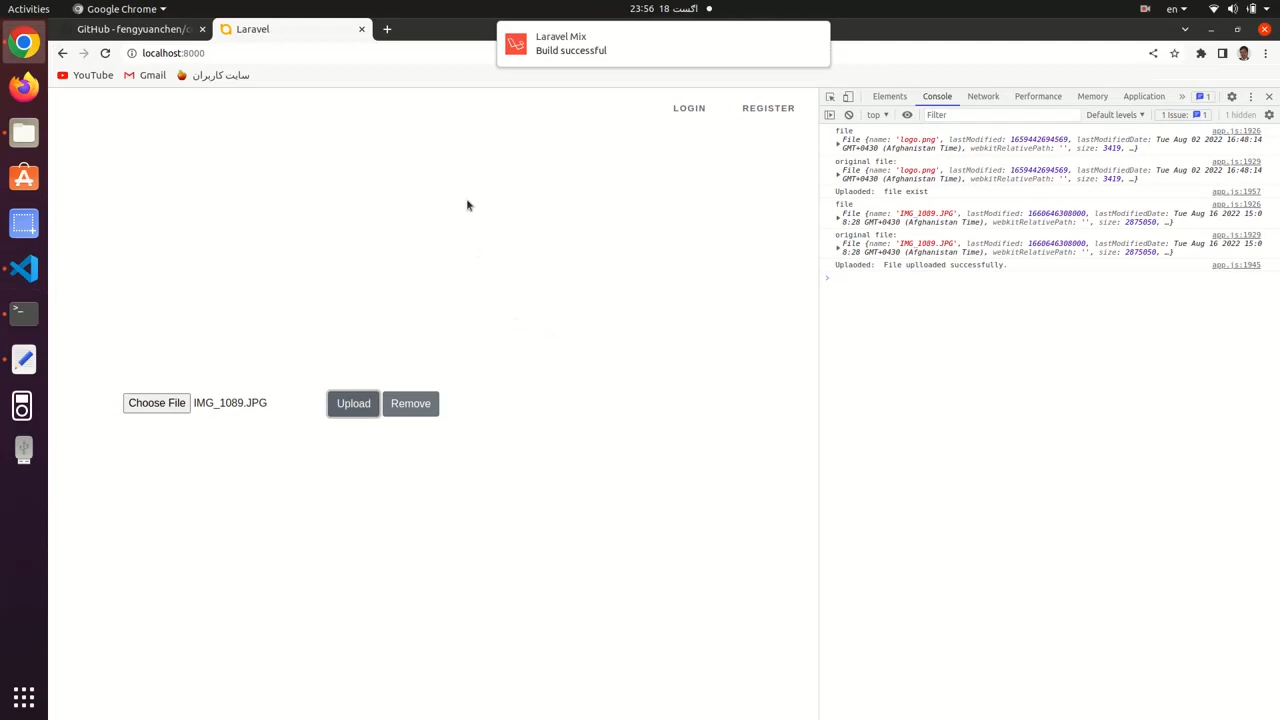 Activities
Google Chrome
23:56 18 اگست
en
GitHub - fengyuanchen/c
Laravel
Laravel Mix
Build successful
localhost:8000
YouTube
Gmail
سایت کاربران
LOGIN
REGISTER
Choose File
IMG_1089.JPG
Upload
Remove
Elements
Console
Network
Performance
Memory
Application
»
1
top
Filter
Default levels
1 Issue:
1
1 hidden
file
app.js:1926
File {name: 'logo.png', lastModified: 1659442694569, lastModifiedDate: Tue Aug 02 2022 16:48:14
GMT+0430 (Afghanistan Time), webkitRelativePath: '', size: 3419, …}
original file:
app.js:1929
File {name: 'logo.png', lastModified: 1659442694569, lastModifiedDate: Tue Aug 02 2022 16:48:14
GMT+0430 (Afghanistan Time), webkitRelativePath: '', size: 3419, …}
Uplaoded:  file exist
app.js:1957
file
app.js:1926
File {name: 'IMG_1089.JPG', lastModified: 1660646308000, lastModifiedDate: Tue Aug 16 2022 15:0
8:28 GMT+0430 (Afghanistan Time), webkitRelativePath: '', size: 2875050, …}
original file:
app.js:1929
File {name: 'IMG_1089.JPG', lastModified: 1660646308000, lastModifiedDate: Tue Aug 16 2022 15:0
8:28 GMT+0430 (Afghanistan Time), webkitRelativePath: '', size: 2875050, …}
Uplaoded:  File uplloaded successfully.
app.js:1945